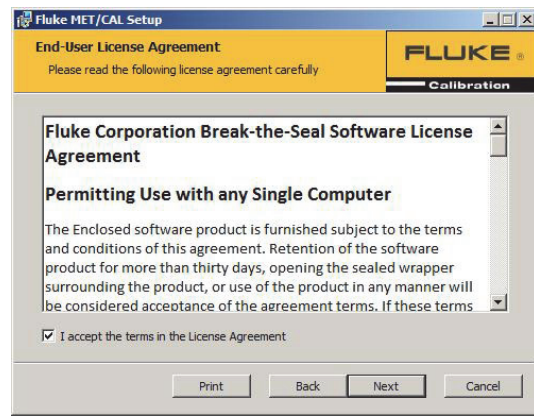 Fluke MET/CAL Setup
End-User License Agreement
Please read the following license agreement carefully
FLUKE ®
Calibration
Fluke Corporation Break-the-Seal Software License
Agreement
Permitting Use with any Single Computer
The Enclosed software product is furnished subject to the terms
and conditions of this agreement. Retention of the software
product for more than thirty days, opening the sealed wrapper
surrounding the product, or use of the product in any manner will
be considered acceptance of the agreement terms. If these terms
I accept the terms in the License Agreement
Print Back Next Cancel